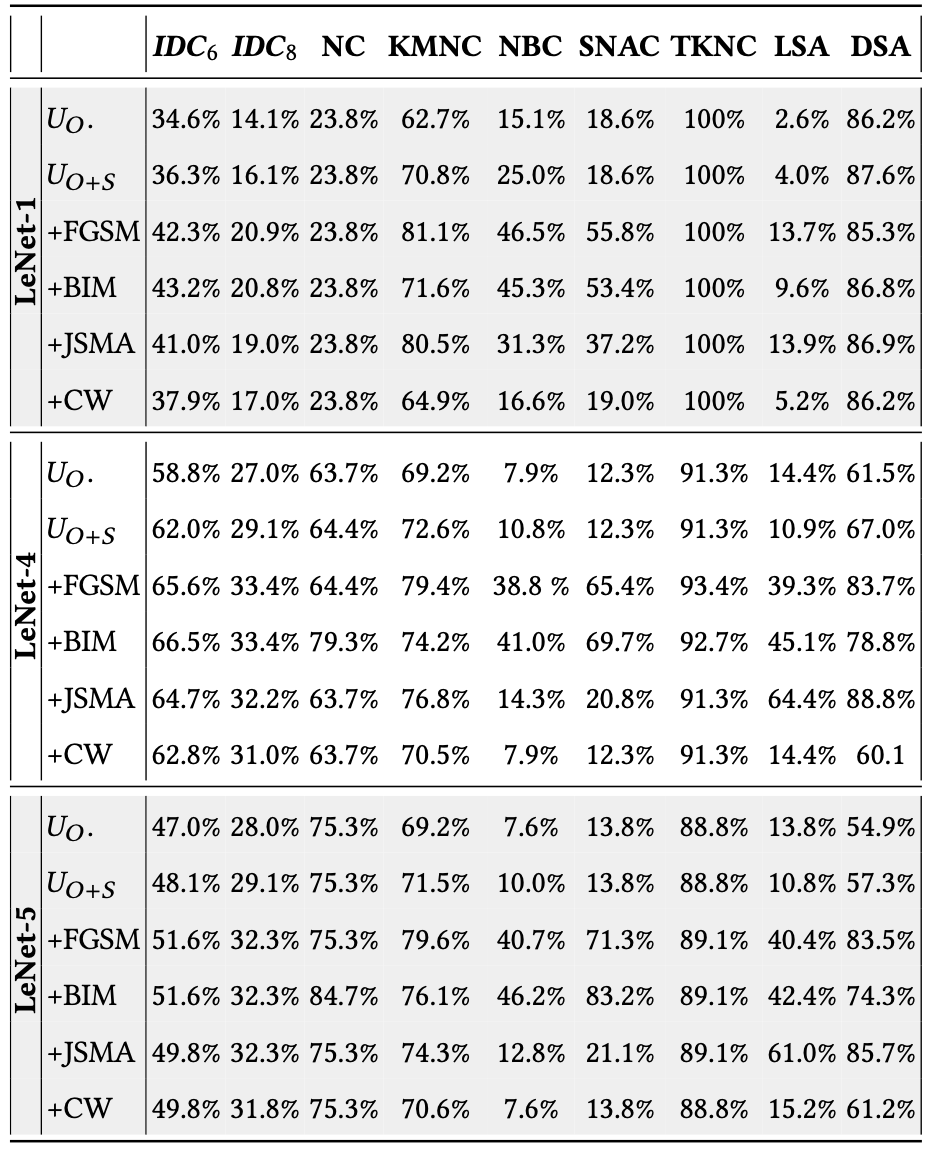 IDC6 IDC8 NC KMNC NBC SNAC TKNC LSA DSA
LeNet-1
UO. 34.6% 14.1% 23.8% 62.7% 15.1% 18.6% 100% 2.6% 86.2%
UO+S 36.3% 16.1% 23.8% 70.8% 25.0% 18.6% 100% 4.0% 87.6%
+FGSM 42.3% 20.9% 23.8% 81.1% 46.5% 55.8% 100% 13.7% 85.3%
+BIM 43.2% 20.8% 23.8% 71.6% 45.3% 53.4% 100% 9.6% 86.8%
+JSMA 41.0% 19.0% 23.8% 80.5% 31.3% 37.2% 100% 13.9% 86.9%
+CW 37.9% 17.0% 23.8% 64.9% 16.6% 19.0% 100% 5.2% 86.2%
LeNet-4
UO. 58.8% 27.0% 63.7% 69.2% 7.9% 12.3% 91.3% 14.4% 61.5%
UO+S 62.0% 29.1% 64.4% 72.6% 10.8% 12.3% 91.3% 10.9% 67.0%
+FGSM 65.6% 33.4% 64.4% 79.4% 38.8 % 65.4% 93.4% 39.3% 83.7%
+BIM 66.5% 33.4% 79.3% 74.2% 41.0% 69.7% 92.7% 45.1% 78.8%
+JSMA 64.7% 32.2% 63.7% 76.8% 14.3% 20.8% 91.3% 64.4% 88.8%
+CW 62.8% 31.0% 63.7% 70.5% 7.9% 12.3% 91.3% 14.4% 60.1
LeNet-5
UO. 47.0% 28.0% 75.3% 69.2% 7.6% 13.8% 88.8% 13.8% 54.9%
UO+S 48.1% 29.1% 75.3% 71.5% 10.0% 13.8% 88.8% 10.8% 57.3%
+FGSM 51.6% 32.3% 75.3% 79.6% 40.7% 71.3% 89.1% 40.4% 83.5%
+BIM 51.6% 32.3% 84.7% 76.1% 46.2% 83.2% 89.1% 42.4% 74.3%
+JSMA 49.8% 32.3% 75.3% 74.3% 12.8% 21.1% 89.1% 61.0% 85.7%
+CW 49.8% 31.8% 75.3% 70.6% 7.6% 13.8% 88.8% 15.2% 61.2%